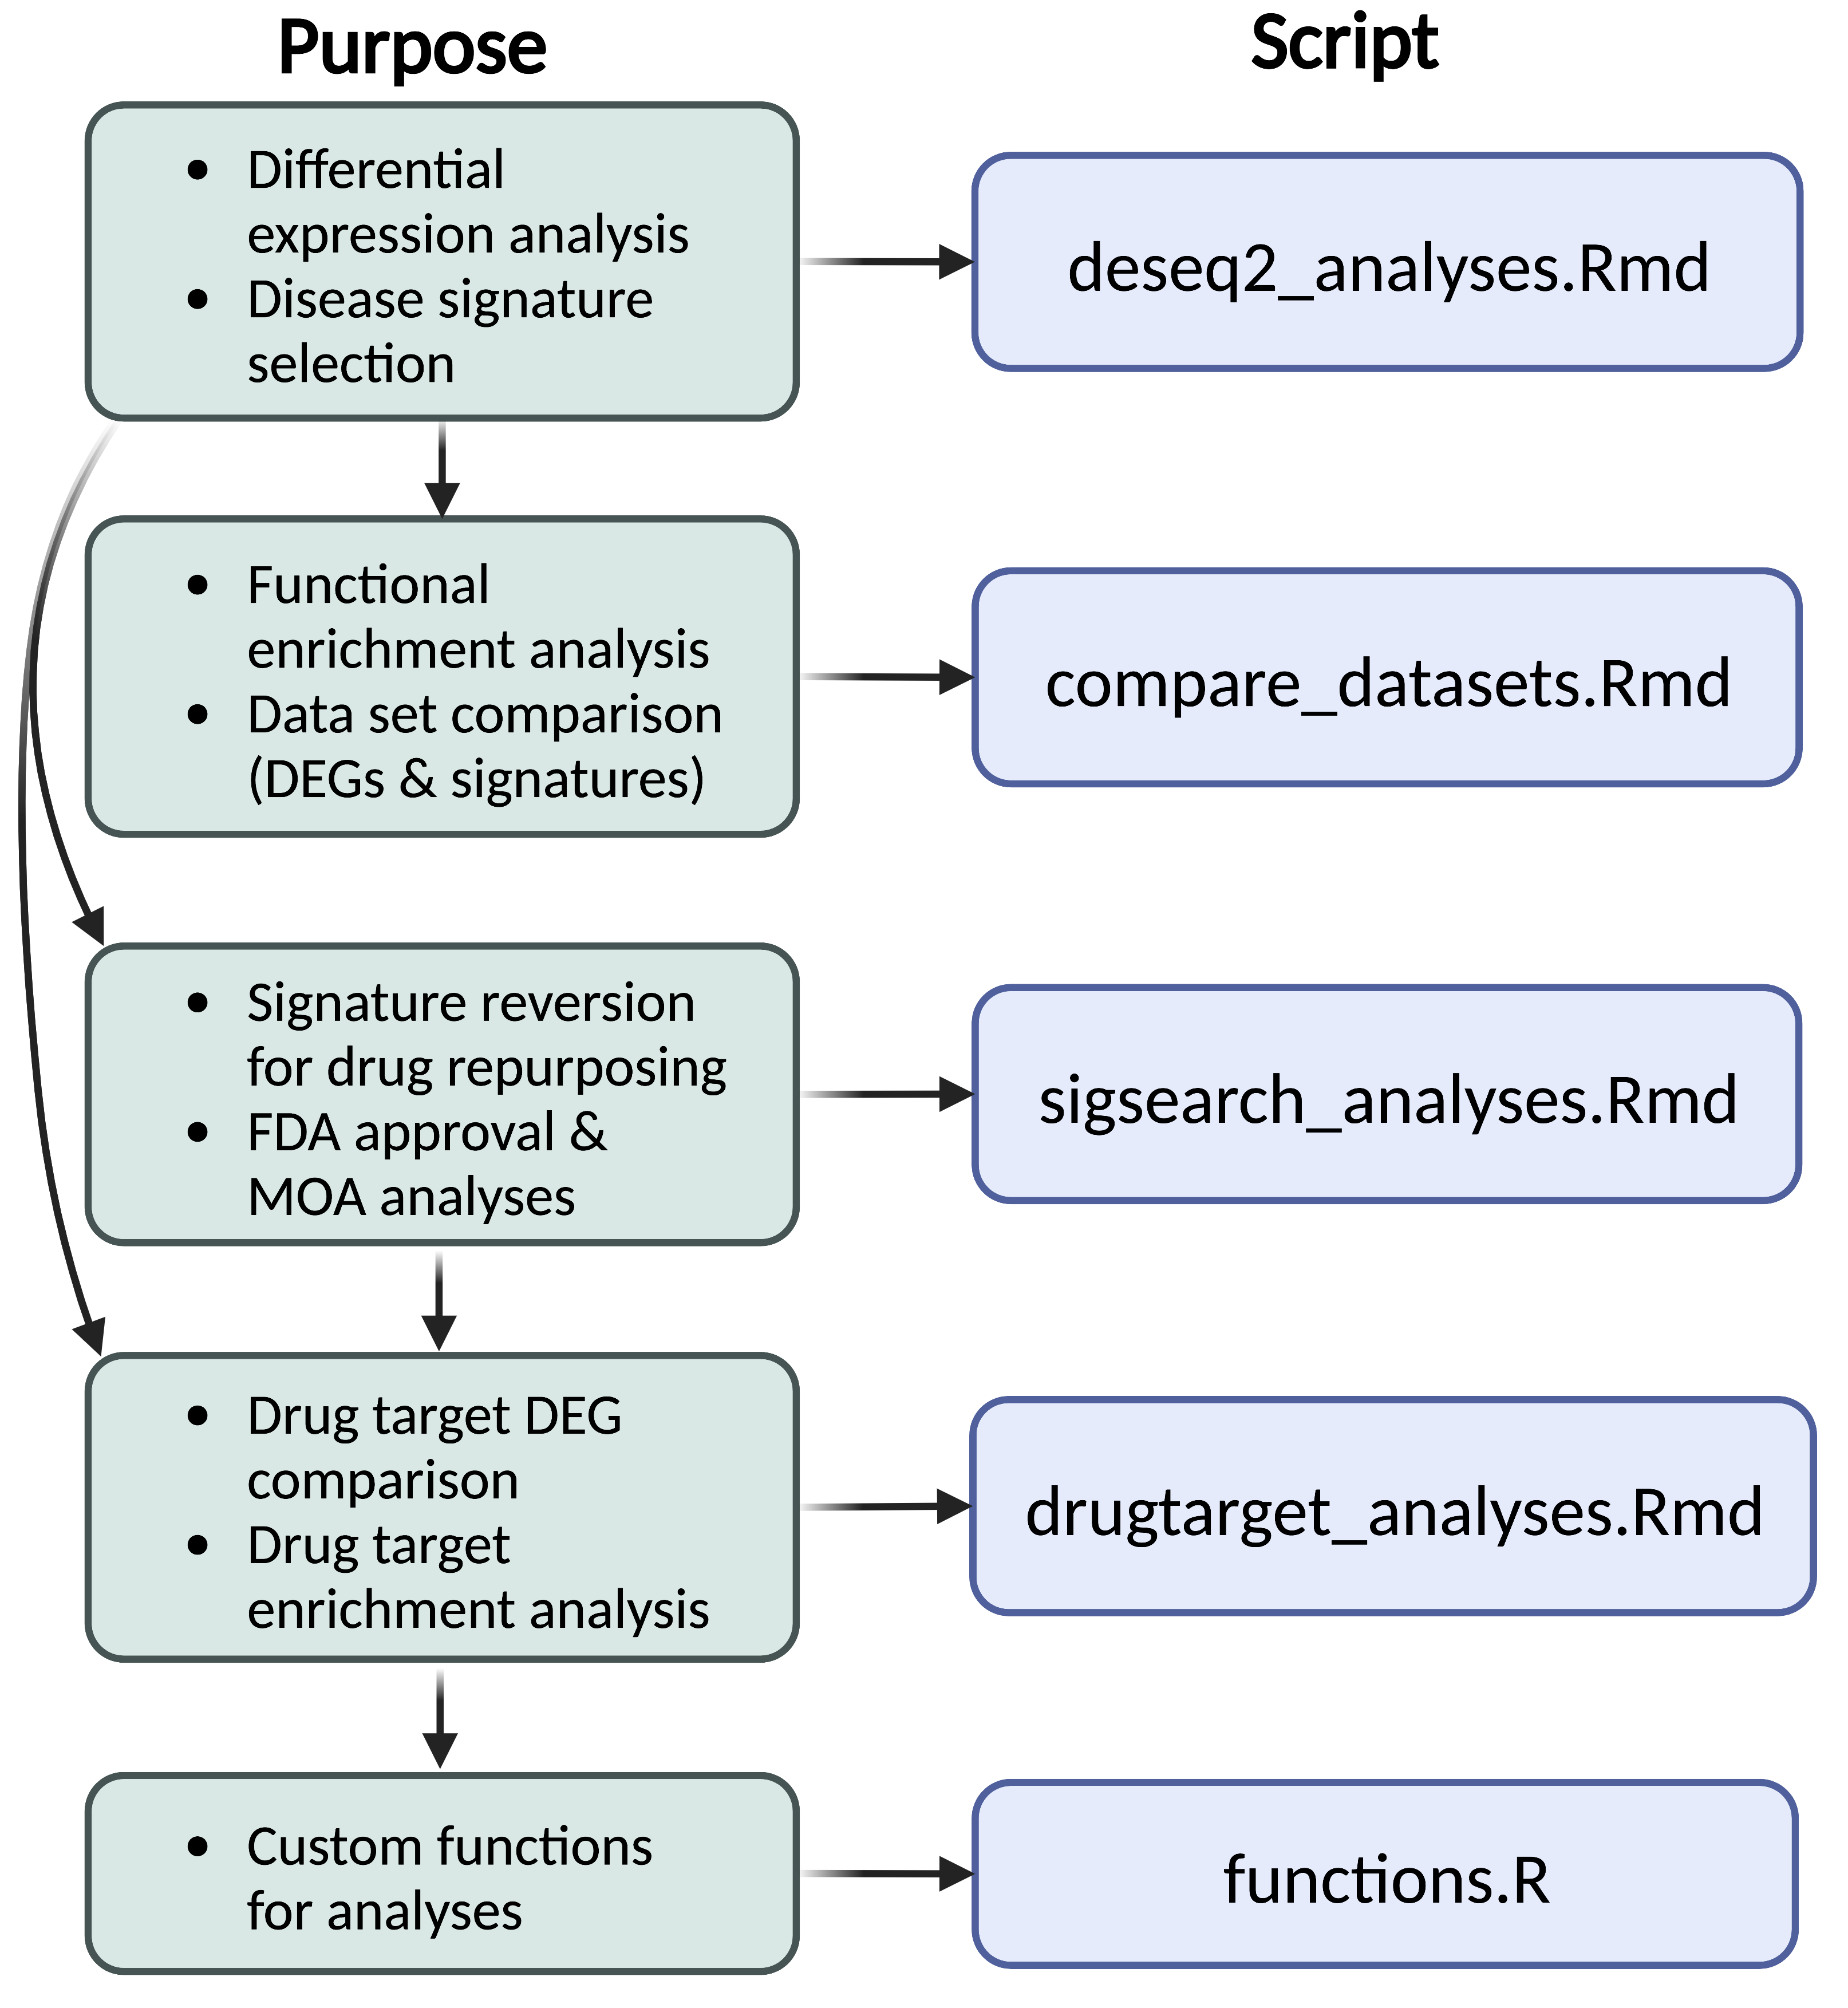 Purpose
Script
• Differential
expression analysis
• Disease signature
selection
deseq2_analyses.Rmd
• Functional
enrichment analysis
• Data set comparison
(DEGs & signatures)
compare_datasets.Rmd
• Signature reversion
for drug repurposing
• FDA approval &
MOA analyses
sigsearch_analyses.Rmd
• Drug target DEG
comparison
• Drug target
enrichment analysis
drugtarget_analyses.Rmd
• Custom functions
for analyses
functions.R